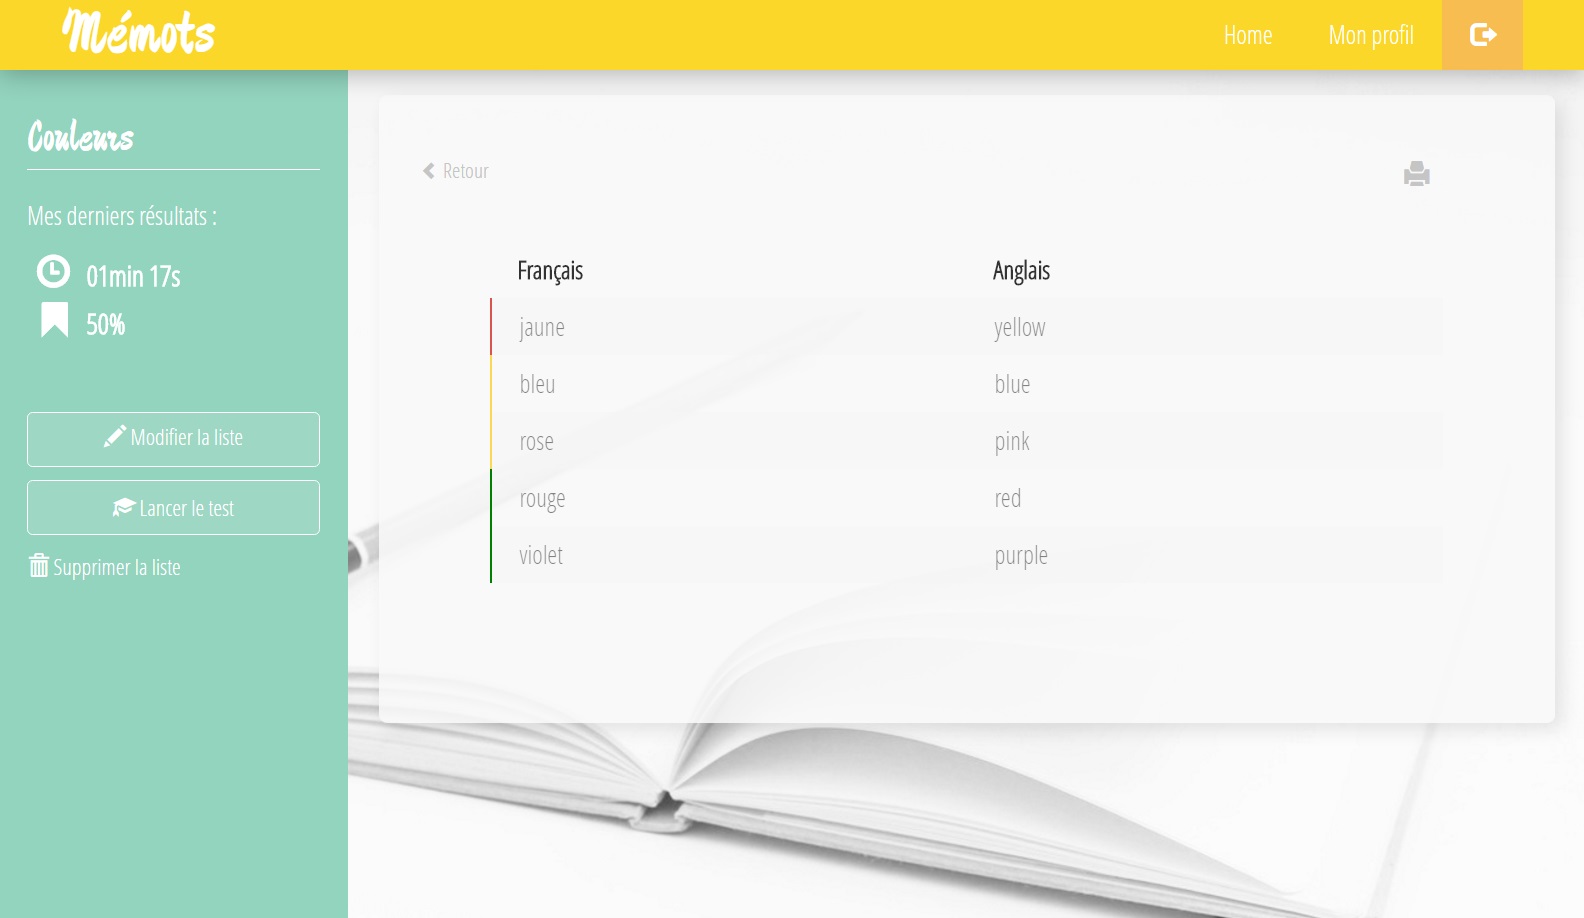 Mémots
Home
Mon profil
Couleurs
Mes derniers résultats :
01min 17s
50%
Modifier la liste
Lancer le test
Supprimer la liste
Retour
Français Anglais
jaune yellow
bleu blue
rose pink
rouge red
violet purple